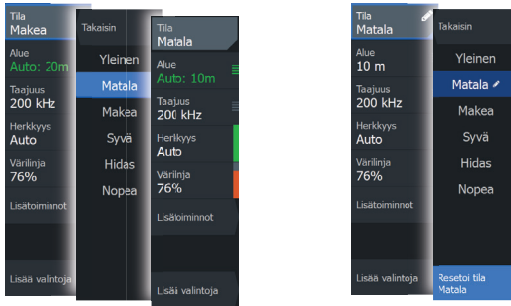 Tila
Makea
Alue
Auto: 20m
Taajuus
200 kHz
Herkkyys
Auto
Värilinja
76%
Lisätoiminnot
Lisää valintoja
Takaisin
Yleinen
Matala
Makea
Syvä
Hidas
Nopea
Tila
Matala
Alue
Auto: 10m
Taajuus
200 kHz
Herkkyys
Auto
Värilinja
76%
Lisätoiminnot
Lisää valintoja
Tila
Matala
Alue
10 m
Taajuus
200 kHz
Herkkyys
Auto
Värilinja
76%
Lisätoiminnot
Lisää valintoja
Takaisin
Yleinen
Matala
Makea
Syvä
Hidas
Nopea
Resetoi tila
Matala